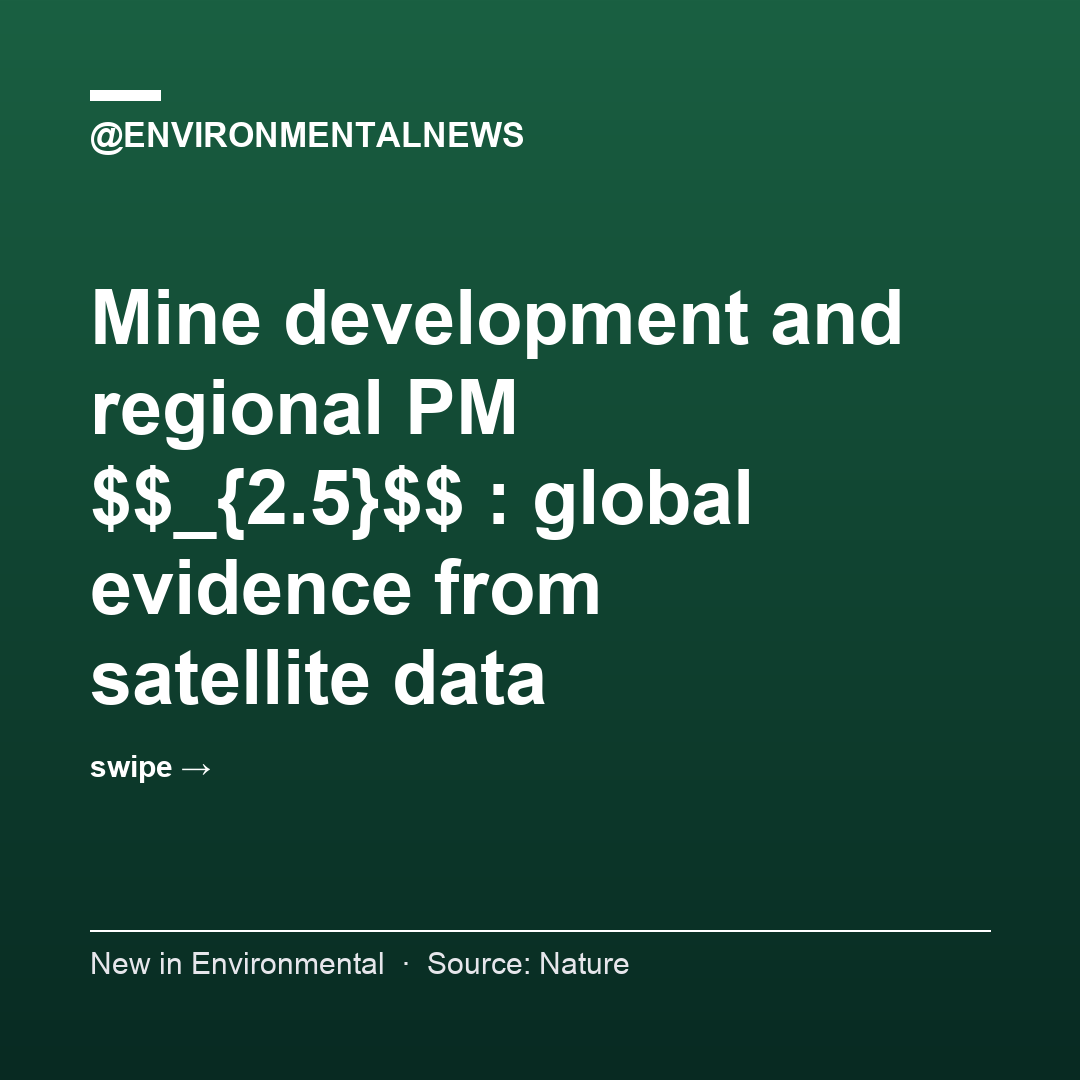 @ENVIRONMENTALNEWS
Mine development and
regional PM
$$_{2.5}$$ : global
evidence from
satellite data
swipe →
New in Environmental · Source: Nature